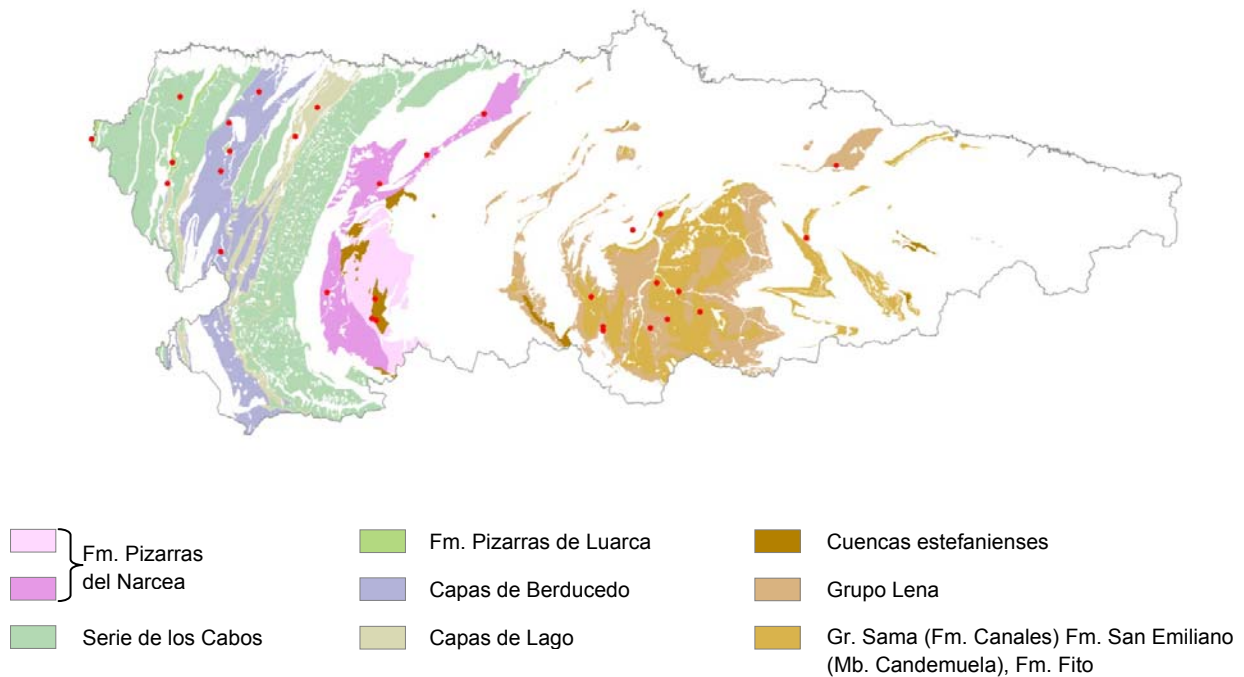 Fm. Pizarras
del Narcea
Serie de los Cabos
Fm. Pizarras de Luarca
Capas de Berducedo
Capas de Lago
Cuencas estefanienses
Grupo Lena
Gr. Sama (Fm. Canales) Fm. San Emiliano
(Mb. Candemuela), Fm. Fito